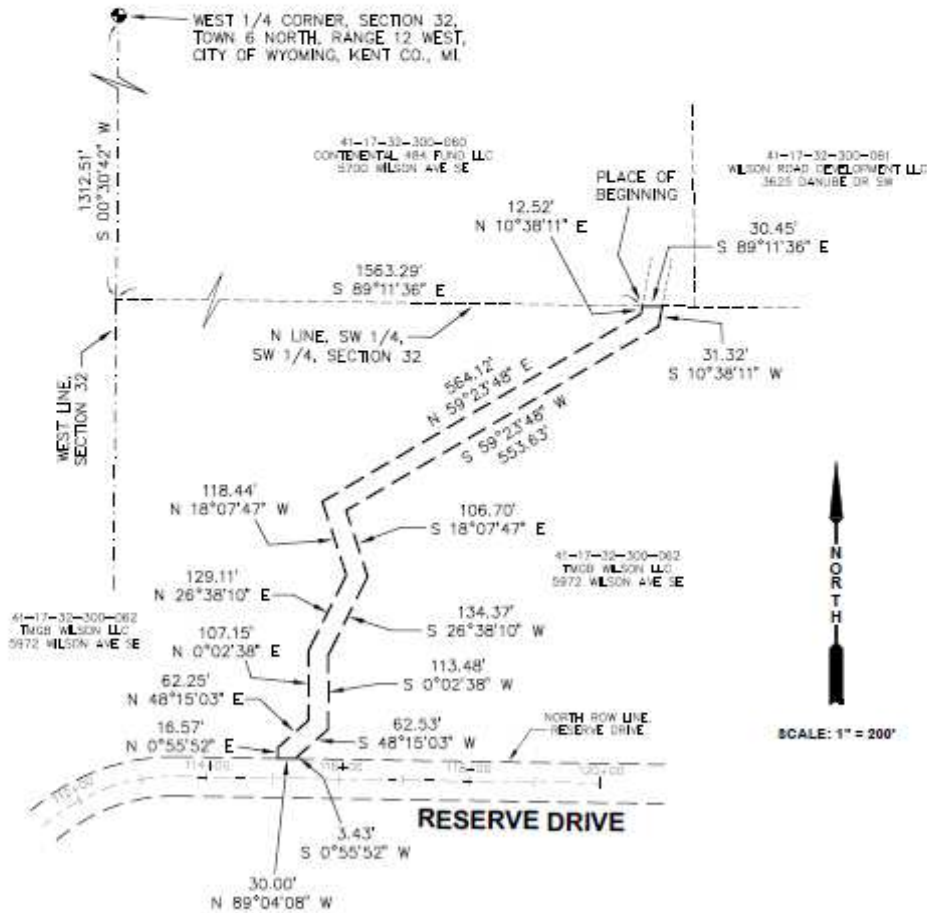 WEST 1/4 CORNER, SECTION 32,
TOWN 6 NORTH, RANGE 12 WEST,
CITY OF WYOMING, KENT CO., MI.
1312.51'
S 00°30'42" W
41-17-32-300-060
CONTENENTAL 484 FUND LLC
5700 WILSON AVE SE
41-17-32-300-081
WILSON ROAD DEVELOPMENT LLC
3625 DANUBE DR SW
PLACE OF
BEGINNING
12.52'
N 10°38'11" E
30.45'
S 89°11'36" E
1563.29'
S 89°11'36" E
N LINE, SW 1/4,
SW 1/4, SECTION 32
31.32'
S 10°38'11" W
WEST LINE,
SECTION 32
564.12'
N 59°23'48" E
S 59°23'48" W
553.63'
118.44'
N 18°07'47" W
106.70'
S 18°07'47" E
41-17-32-300-062
TMGB WILSON LLC
5972 WILSON AVE SE
129.11'
N 26°38'10" E
134.37'
S 26°38'10" W
41-17-32-300-062
TMGB WILSON LLC
5972 WILSON AVE SE
107.15'
N 0°02'38" E
113.48'
S 0°02'38" W
62.25'
N 48°15'03" E
62.53'
S 48°15'03" W
16.57'
N 0°55'52" E
NORTH ROW LINE,
RESERVE DRIVE
NORTH
SCALE: 1" = 200'
RESERVE DRIVE
3.43'
S 0°55'52" W
30.00'
N 89°04'08" W